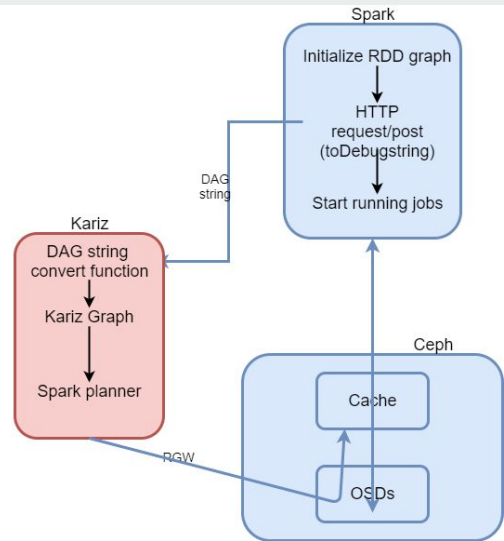 Spark
Initialize RDD graph
HTTP
request/post
(toDebugstring)
Start running jobs
DAG
string
Kariz
DAG string
convert function
Kariz Graph
Spark planner
Ceph
Cache
RGW
OSDs